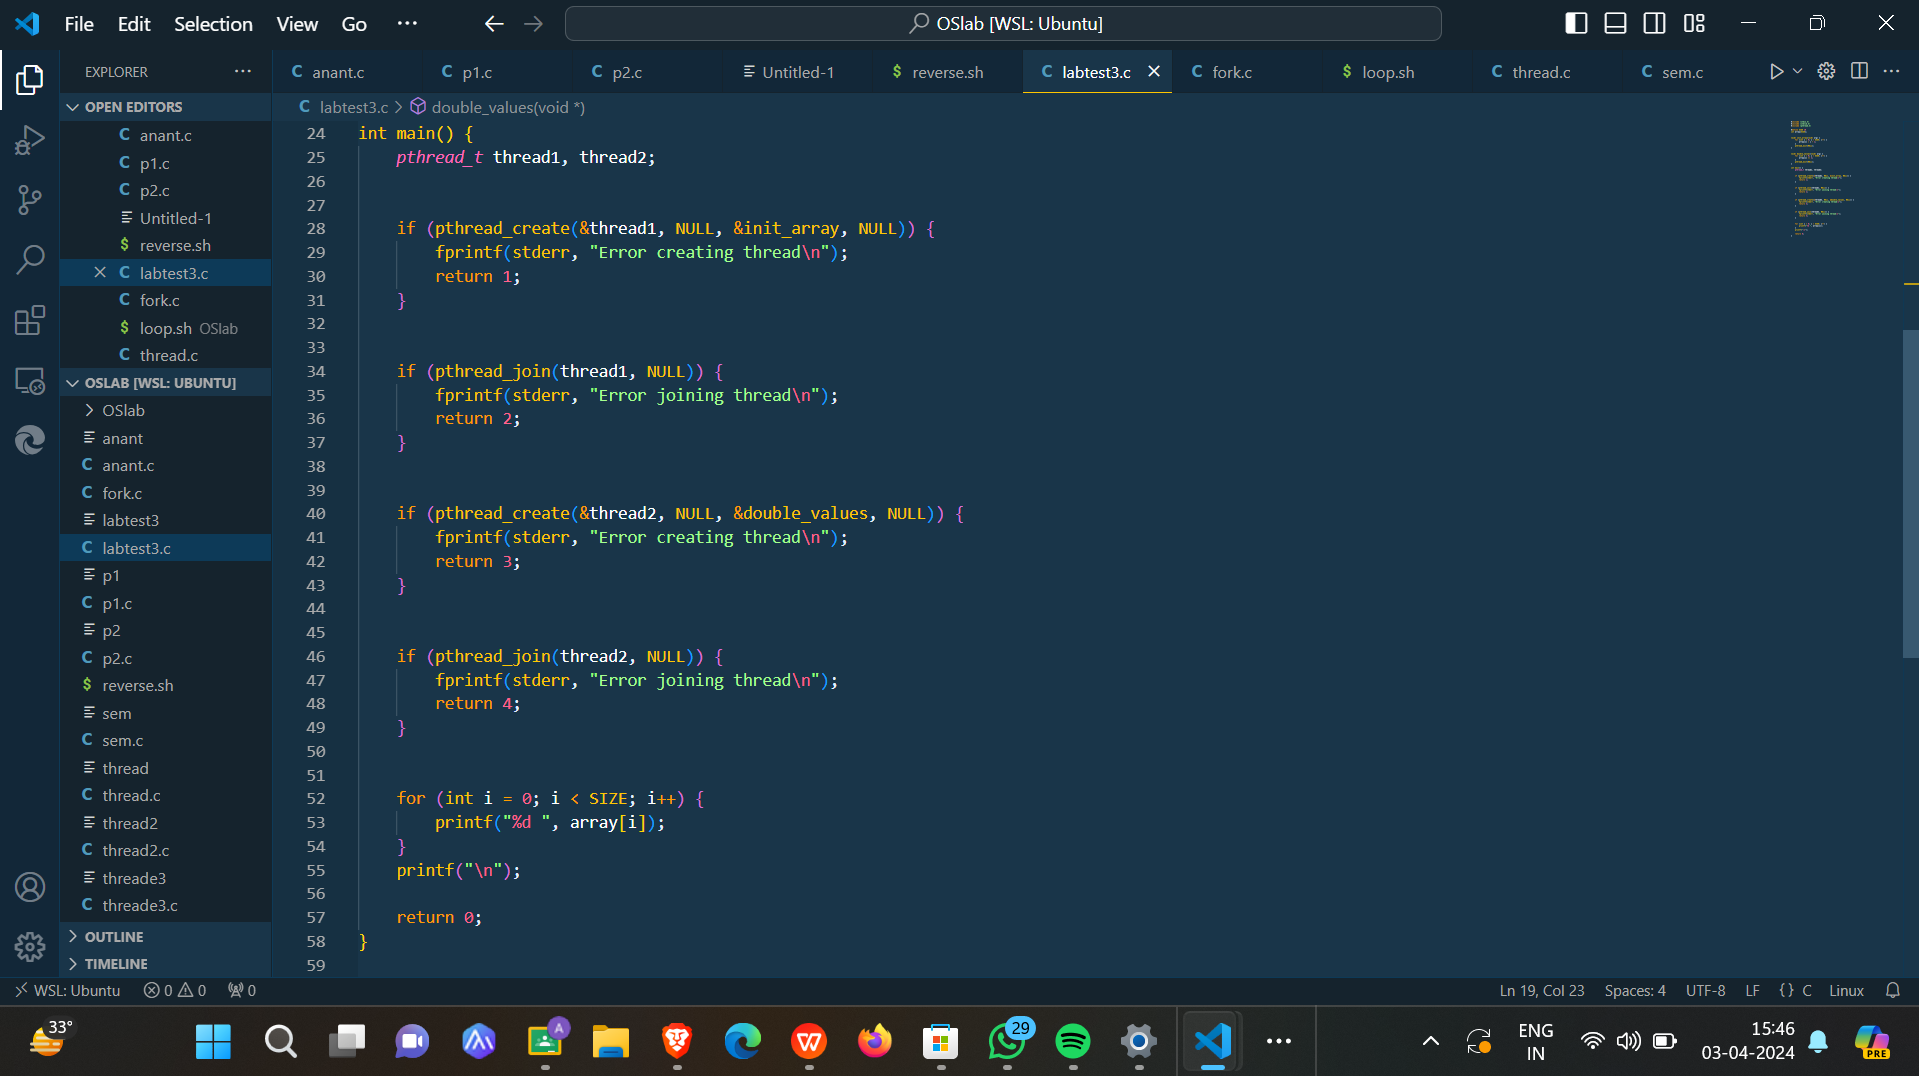 File Edit Selection View Go ··· OSlab [WSL: Ubuntu]
EXPLORER ···
C anant.c C p1.c C p2.c Untitled-1 $ reverse.sh C labtest3.c C fork.c $ loop.sh C thread.c C sem.c ···
C labtest3.c > double_values(void *)
OPEN EDITORS
C anant.c
C p1.c
C p2.c
Untitled-1
$ reverse.sh
C labtest3.c
C fork.c
$ loop.sh OSlab
C thread.c
OSLAB [WSL: UBUNTU]
OSlab
anant
C anant.c
C fork.c
labtest3
C labtest3.c
p1
C p1.c
p2
C p2.c
$ reverse.sh
sem
C sem.c
thread
C thread.c
thread2
C thread2.c
threade3
C threade3.c
OUTLINE
TIMELINE
24 int main() {
25 pthread_t thread1, thread2;
26
27
28 if (pthread_create(&thread1, NULL, &init_array, NULL)) {
29 fprintf(stderr, "Error creating thread\n");
30 return 1;
31 }
32
33
34 if (pthread_join(thread1, NULL)) {
35 fprintf(stderr, "Error joining thread\n");
36 return 2;
37 }
38
39
40 if (pthread_create(&thread2, NULL, &double_values, NULL)) {
41 fprintf(stderr, "Error creating thread\n");
42 return 3;
43 }
44
45
46 if (pthread_join(thread2, NULL)) {
47 fprintf(stderr, "Error joining thread\n");
48 return 4;
49 }
50
51
52 for (int i = 0; i < SIZE; i++) {
53 printf("%d ", array[i]);
54 }
55 printf("\n");
56
57 return 0;
58 }
59
WSL: Ubuntu 0 0 0 Ln 19, Col 23 Spaces: 4 UTF-8 LF {} C Linux
33° A W 29 ··· ENG IN 15:46 03-04-2024 PRE